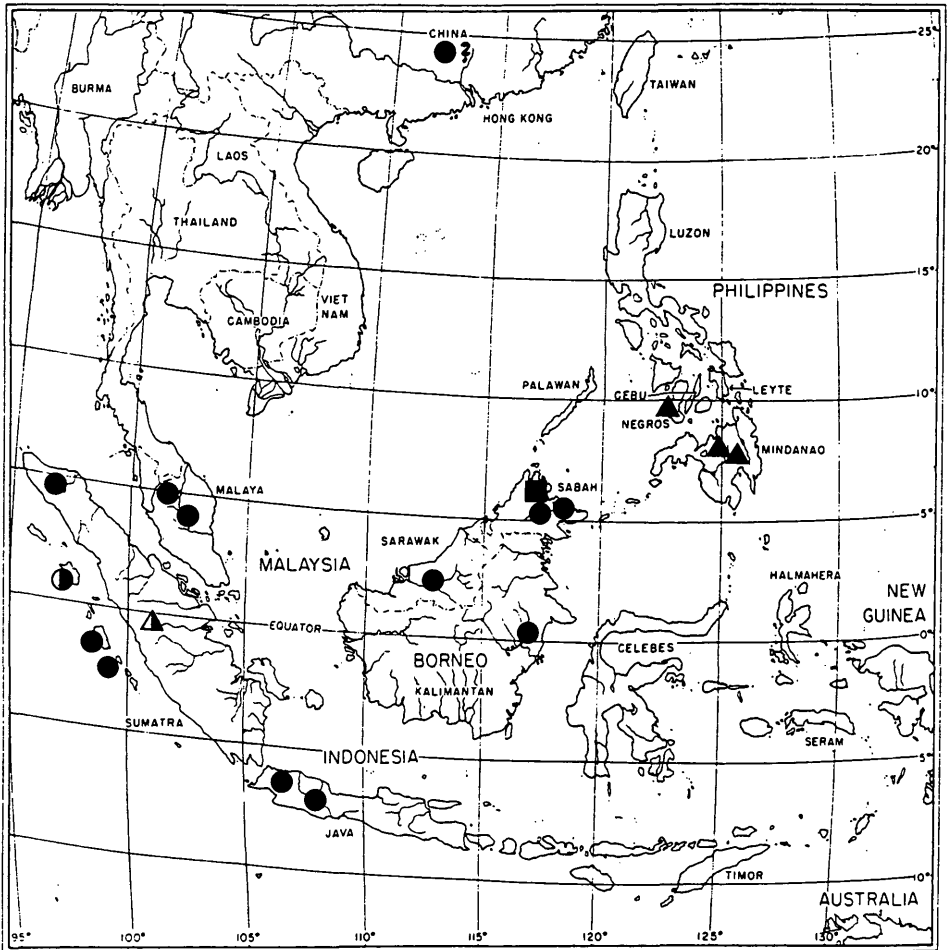 CHINA
2
25°
BURMA
TAIWAN
HONG KONG
20°
LAOS
THAILAND
LUZON
15°
PHILIPPINES
VIET
NAM
CAMBODIA
PALAWAN
CEBU
LEYTE
10°
NEGROS
MINDANAO
MALAYA
SABAH
5°
SARAWAK
MALAYSIA
HALMAHERA
NEW
GUINEA
EQUATOR
0°
CELEBES
BORNEO
KALIMANTAN
SUMATRA
SERAM
INDONESIA
5°
JAVA
TIMOR
10°
AUSTRALIA
95° 100° 105° 110° 115° 120° 125° 130°